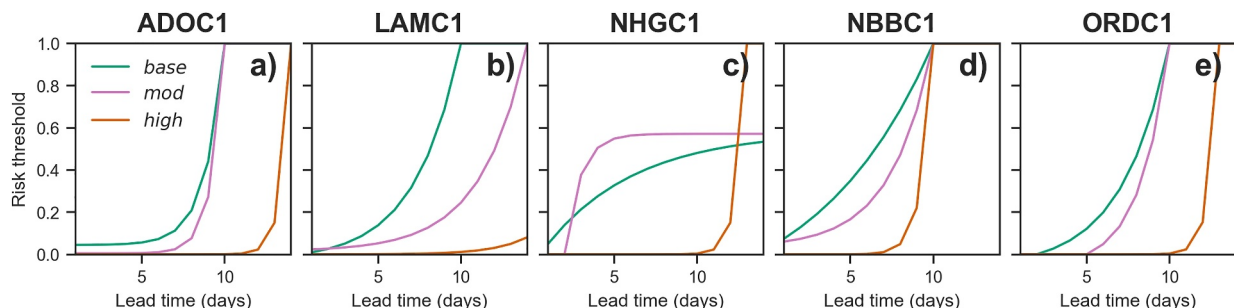 ADOC1 LAMC1 NHGC1 NBBC1 ORDC1
Risk threshold
1.0
0.8
0.6
0.4
0.2
0.0
base
mod
high
a) b) c) d) e)
5 10 5 10 5 10 5 10 5 10
Lead time (days) Lead time (days) Lead time (days) Lead time (days) Lead time (days)